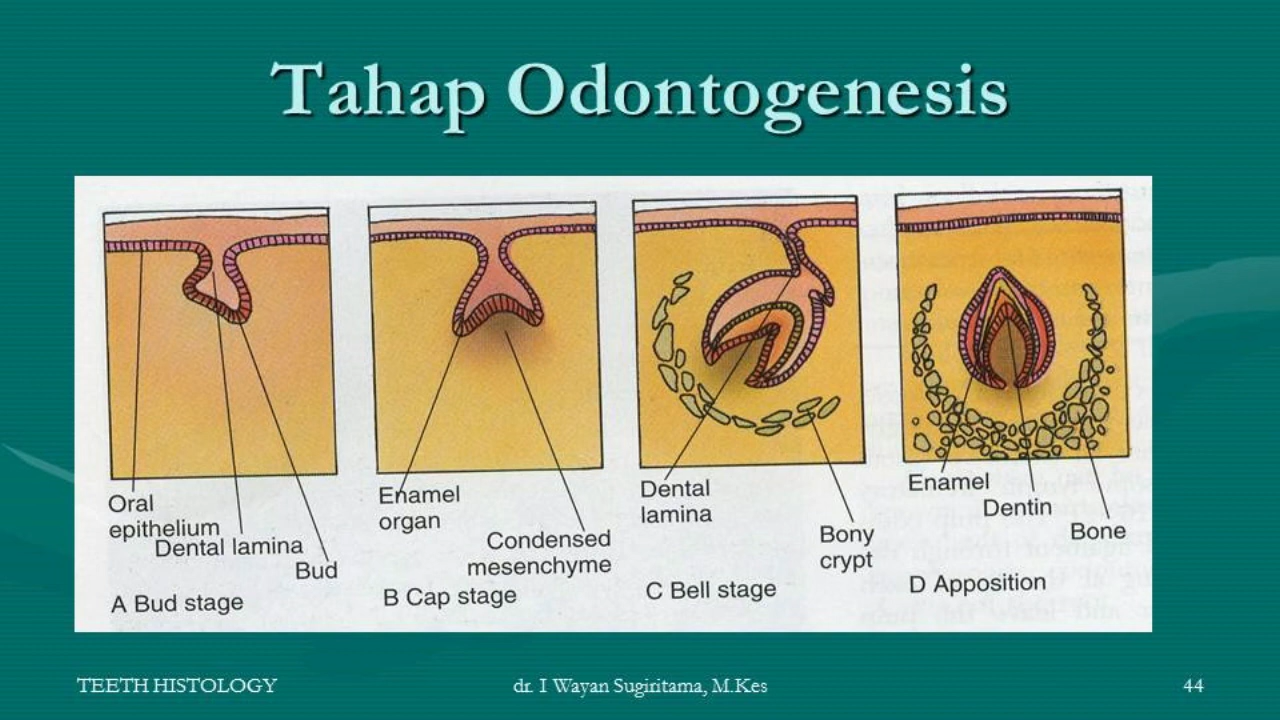 Tahap Odontogenesis
Oral
epithelium
Dental lamina
Bud
A Bud stage
Enamel
organ
Condensed
mesenchyme
B Cap stage
Dental
lamina
Bony
crypt
C Bell stage
Enamel
Dentin
Bone
D Apposition
TEETH HISTOLOGY
dr. I Wayan Sugiritama, M.Kes
44